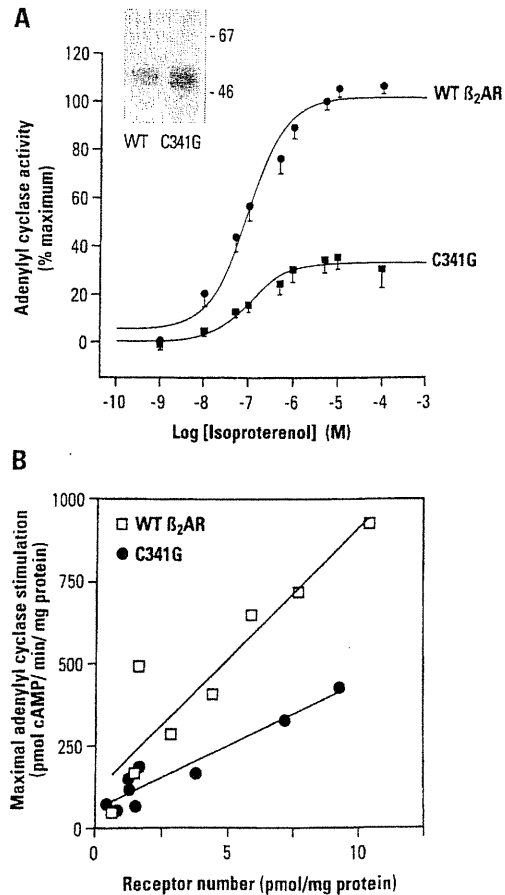 A
- 67
- 46
WT C341G
120
100
80
60
40
20
0
Adenylyl cyclase activity
(% maximum)
WT ß₂AR
C341G
-10 -9 -8 -7 -6 -5 -4 -3
Log [Isoproterenol] (M)
B
1000
750
500
250
0
Maximal adenylyl cyclase stimulation
(pmol cAMP/ min/ mg protein)
WT ß₂AR
C341G
0 5 10
Receptor number (pmol/mg protein)